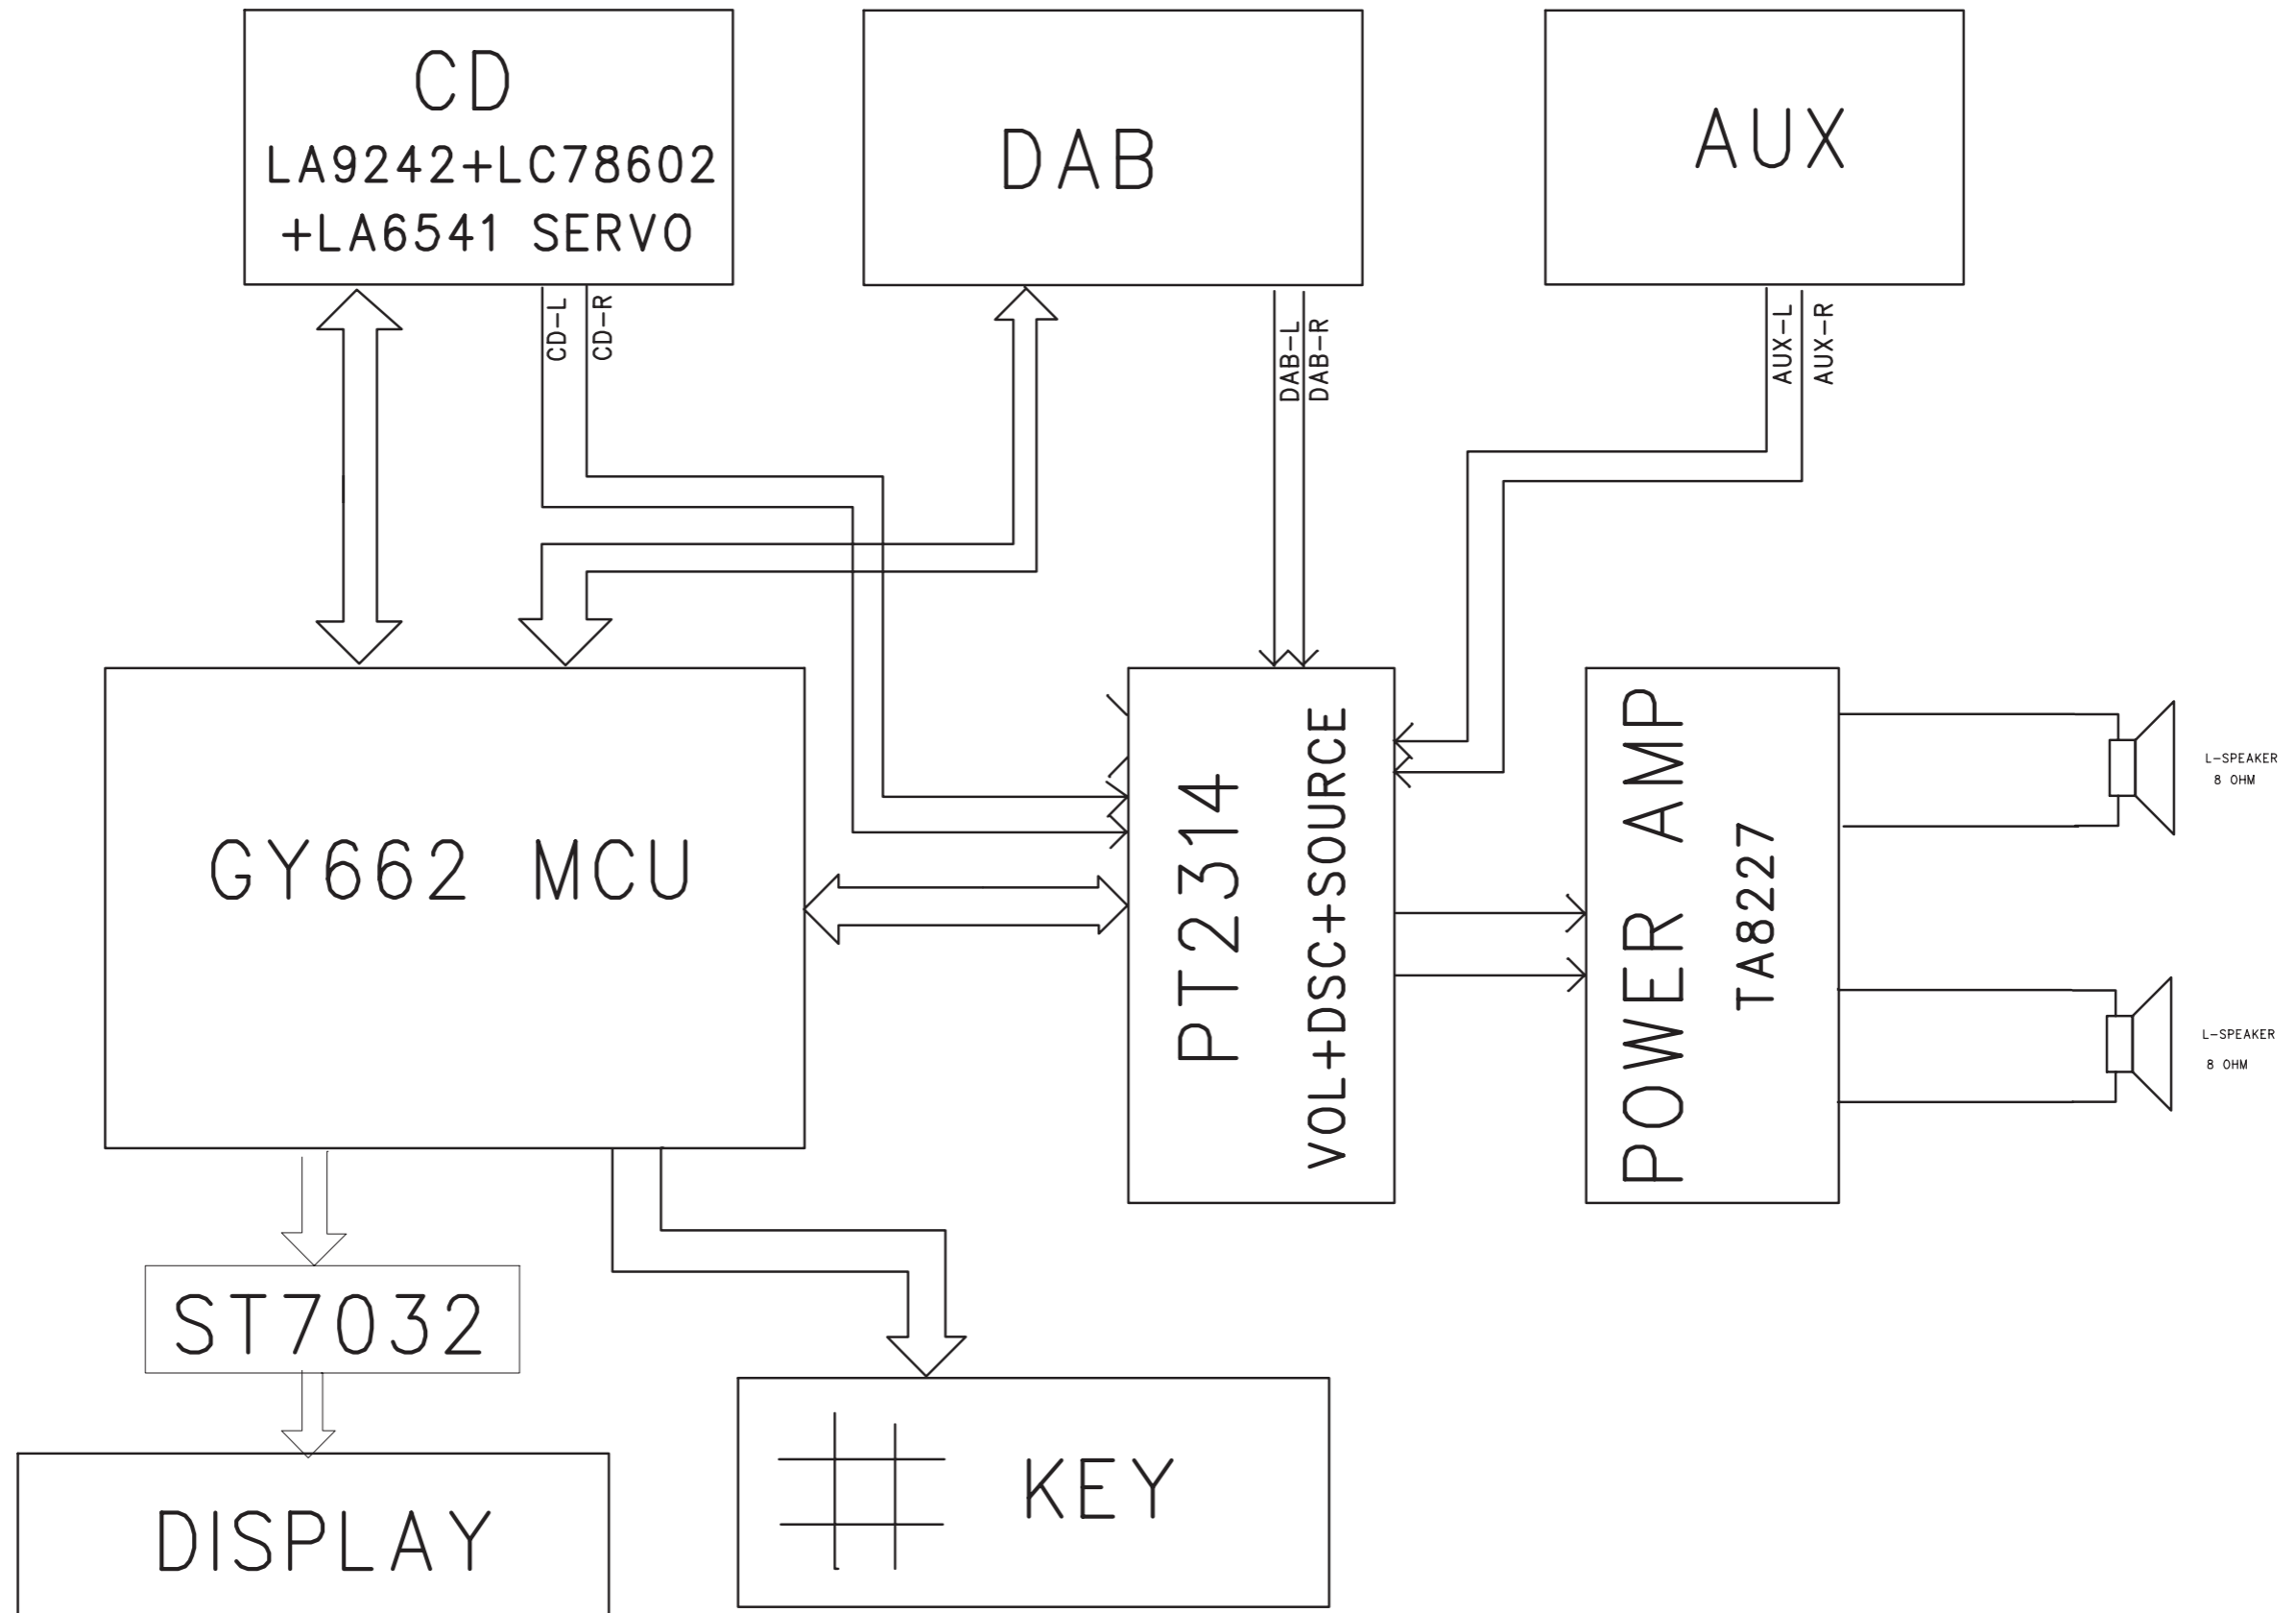 CD
LA9242+LC78602
+LA6541 SERVO
DAB
AUX
CD-L
CD-R
DAB-L
DAB-R
AUX-L
AUX-R
GY662 MCU
PT2314
VOL+DSC+SOURCE
POWER AMP
TA8227
L-SPEAKER
8 OHM
L-SPEAKER
8 OHM
ST7032
DISPLAY
KEY